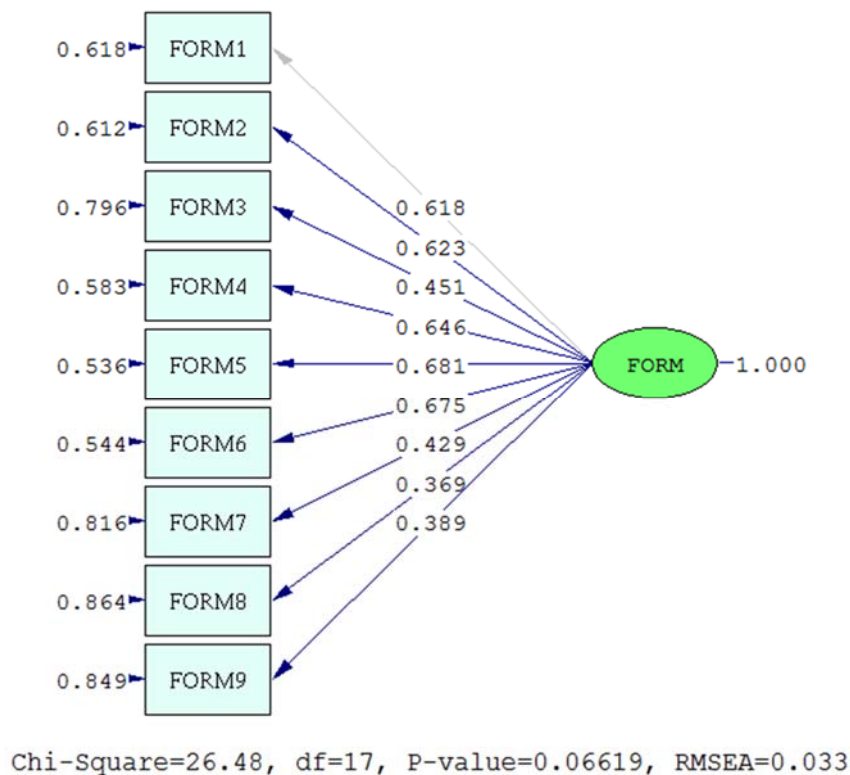 0.618 FORM1
0.612 FORM2
0.796 FORM3
0.618
0.623
0.583 FORM4
0.451
0.646
0.536 FORM5
0.681
FORM 1.000
0.675
0.544 FORM6
0.429
0.369
0.816 FORM7
0.389
0.864 FORM8
0.849 FORM9
Chi-Square=26.48, df=17, P-value=0.06619, RMSEA=0.033